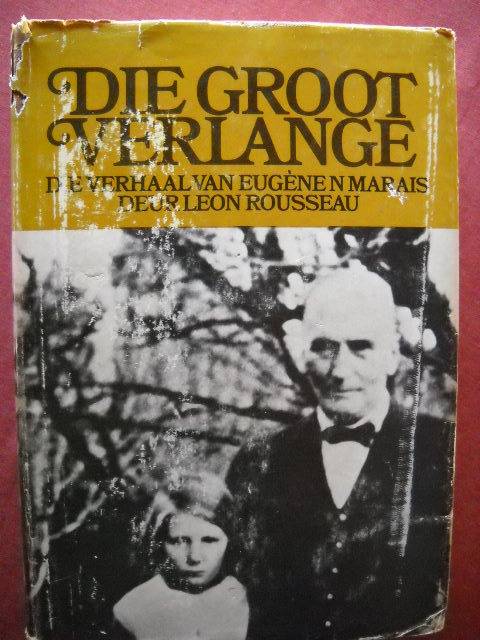 DIE GROOT
VERLANGE
DIE VERHAAL VAN EUGÈNE N MARAIS
DEUR LEON ROUSSEAU